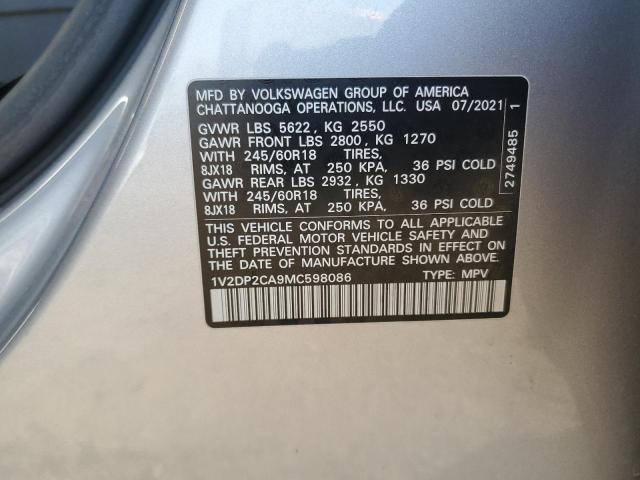 MFD BY VOLKSWAGEN GROUP OF AMERICA
CHATTANOOGA OPERATIONS, LLC. USA 07/2021
GVWR LBS 5622, KG 2550
GAWR FRONT LBS 2800, KG 1270
WITH 245/60R18 TIRES,
8JX18 RIMS, AT 250 KPA, 36 PSI COLD
GAWR REAR LBS 2932, KG 1330
WITH 245/60R18 TIRES,
8JX18 RIMS, AT 250 KPA, 36 PSI COLD
THIS VEHICLE CONFORMS TO ALL APPLICABLE
U.S. FEDERAL MOTOR VEHICLE SAFETY AND
THEFT PREVENTION STANDARDS IN EFFECT ON
THE DATE OF MANUFACTURE SHOWN ABOVE.
1V2DP2CA9MC598086 TYPE: MPV
2749485 1